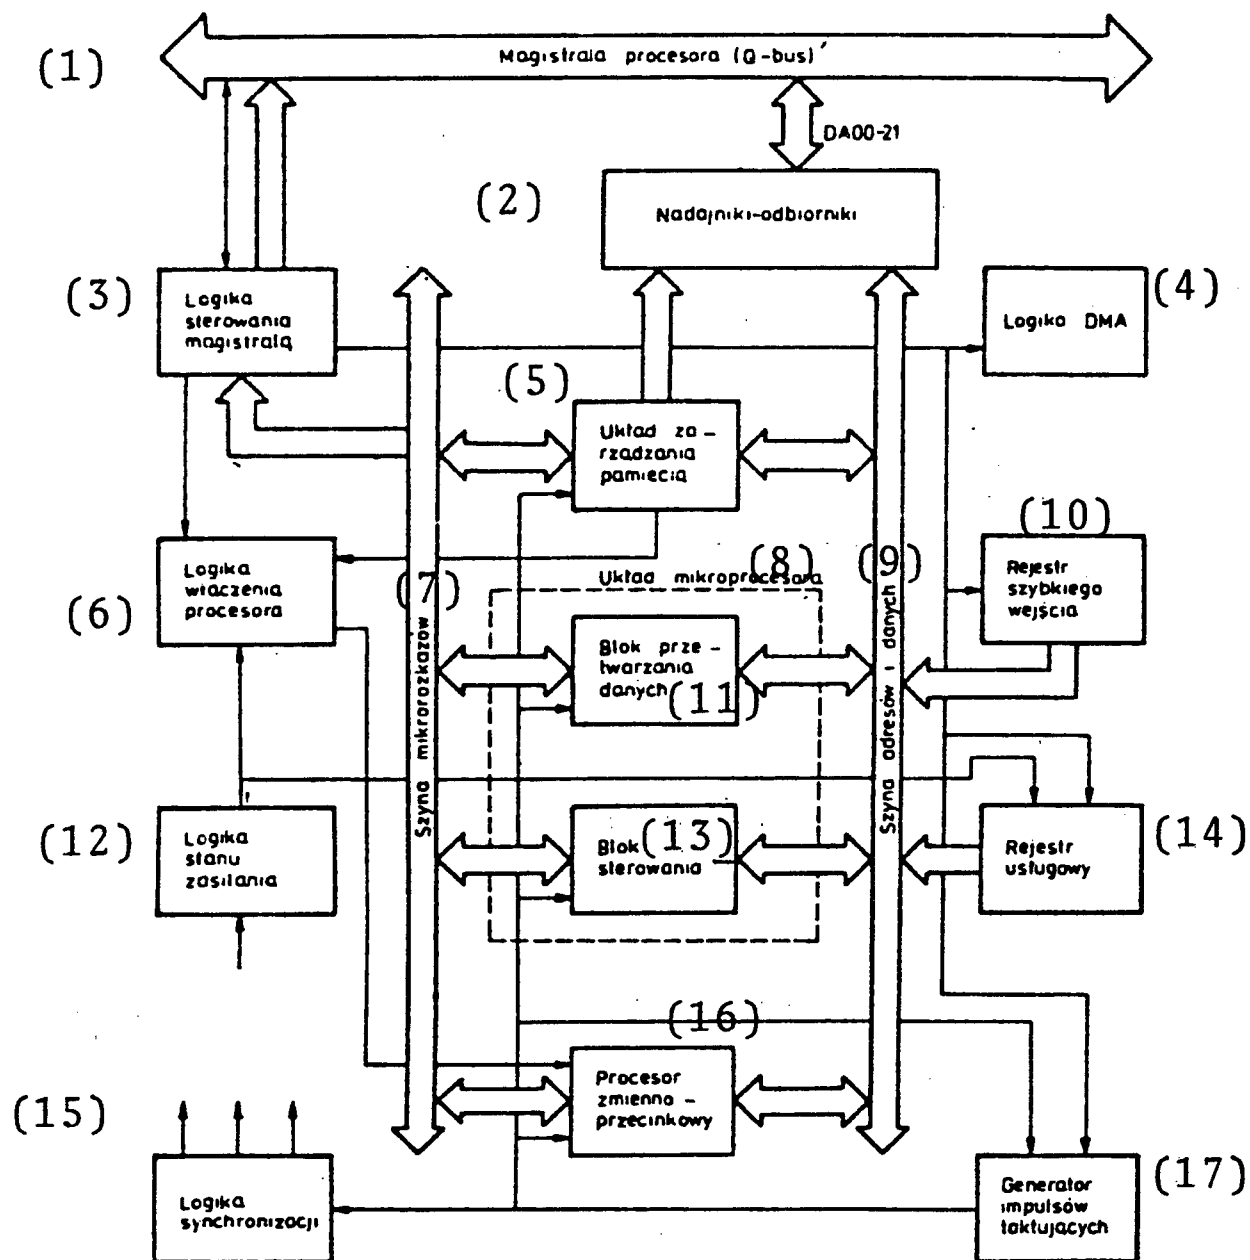 (1)
Magistrala procesora (Q-bus)
DA00-21
(2)
Nadajniki-odbiorniki
(3)
Logika
sterowania
magistralą
(4)
Logika DMA
(5)
Układ za-
rządzania
pamięcią
(6)
Logika
włączenia
procesora
(7)
Szyna mikrorozkazów
(8)
Układ mikroprocesora
(9)
Szyna adresów i danych
(10)
Rejestr
szybkiego
wejścia
Blok prze-
twarzania
danych
(11)
(12)
Logika
stanu
zasilania
(13)
Blok
sterowania
(14)
Rejestr
usługowy
(15)
Logika
synchronizacji
(16)
Procesor
zmienno-
przecinkowy
(17)
Generator
impulsów
taktujących